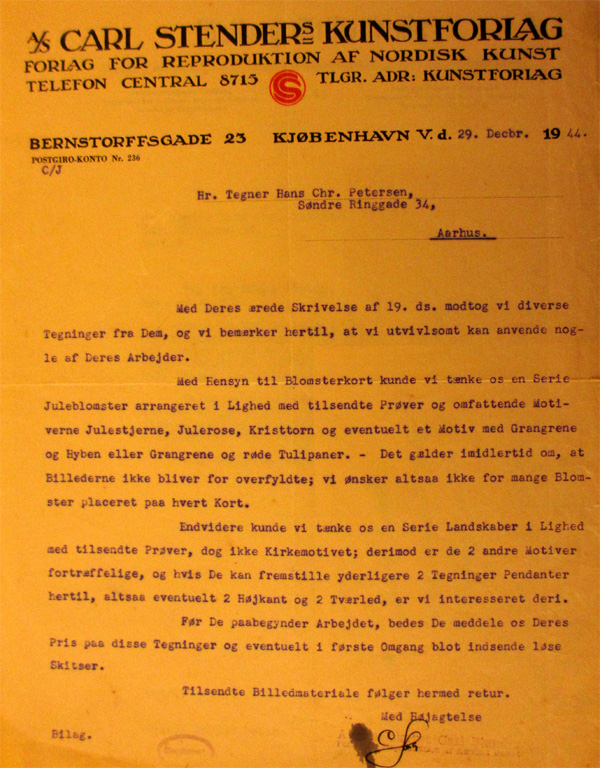 A/S CARL STENDERS KUNSTFORLAG
FORLAG FOR REPRODUKTION AF NORDISK KUNST
TELEFON CENTRAL 8715 S TLGR. ADR: KUNSTFORLAG
BERNSTORFFSGADE 23 KJØBENHAVN V. d. 29. Decbr. 1944.
POSTGIRO-KONTO Nr. 236
C/J
Hr. Tegner Hans Chr. Petersen,
Søndre Ringgade 34,
Aarhus.
Med Deres ærede Skrivelse af 19. ds. modtog vi diverse
Tegninger fra Dem, og vi bemærker hertil, at vi utvivlsomt kan anvende nog-
le af Deres Arbejder.
Med Hensyn til Blomsterkort kunde vi tænke os en Serie
Juleblomster arrangeret i Lighed med tilsendte Prøver og omfattende Moti-
verne Julestjerne, Julerose, Kristtorn og eventuelt et Motiv med Grangrene
og Hyben eller Grangrene og røde Tulipaner. - Det gælder imidlertid om, at
Billederne ikke bliver for overfyldte; vi ønsker altsaa ikke for mange Blom-
ster placeret paa hvert Kort.
Endvidere kunde vi tænke os en Serie Landskaber i Lighed
med tilsendte Prøver, dog ikke Kirkemotivet; derimod er de 2 andre Motiver
fortræffelige, og hvis De kan fremstille yderligere 2 Tegninger Pendanter
hertil, altsaa eventuelt 2 Højkant og 2 Tværled, er vi interesseret deri.
Før De paabegynder Arbejdet, bedes De meddele os Deres
Pris paa disse Tegninger og eventuelt i første Omgang blot indsende løse
Skitser.
Tilsendte Billedmateriale følger hermed retur.
Med Højagtelse
Bilag.